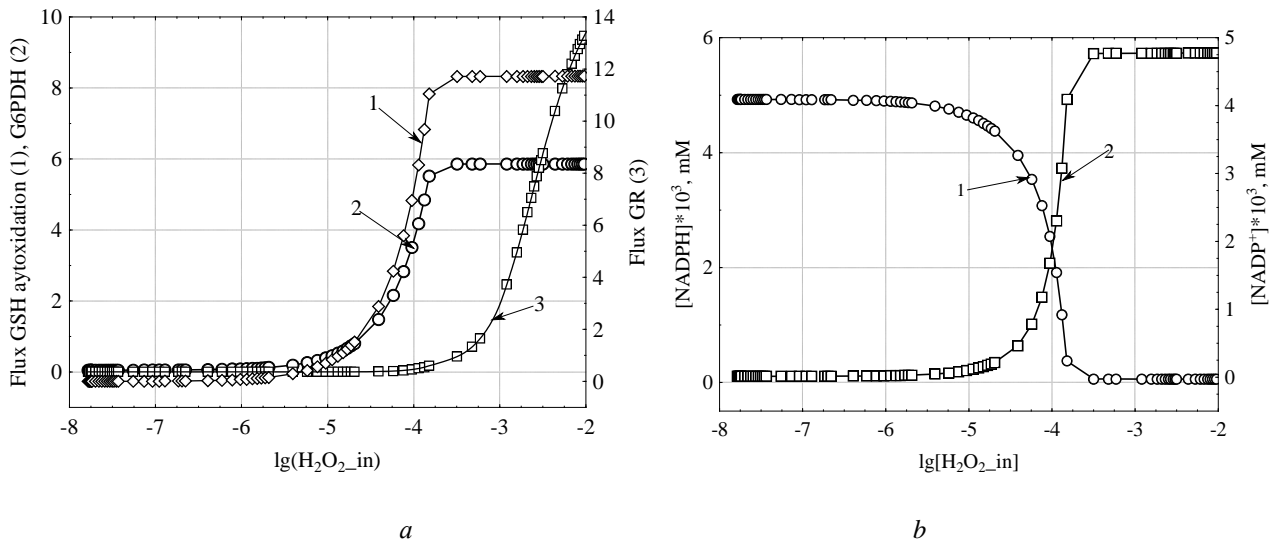 Flux GSH aytoxidation (1), G6PDH (2)
10
8
6
4
2
0
14
12
10
8
6
4
2
0
Flux GR (3)
1
2
3
-8 -7 -6 -5 -4 -3 -2
lg(H₂O₂_in)
a
[NADPH]*10³, mM
6
4
2
0
5
4
3
2
1
0
[NADP⁺]*10³, mM
1
2
-8 -7 -6 -5 -4 -3 -2
lg[H₂O₂_in]
b